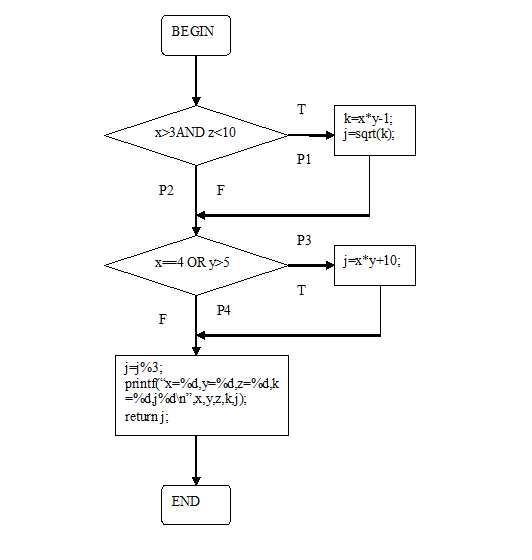 BEGIN
T
x>3AND z<10
k=x*y-1;
j=sqrt(k);
P1
P2
F
P3
x==4 OR y>5
j=x*y+10;
T
P4
F
j=j%3;
printf(“x=%d,y=%d,z=%d,k
=%d,j%d\n”,x,y,z,k,j);
return j;
END